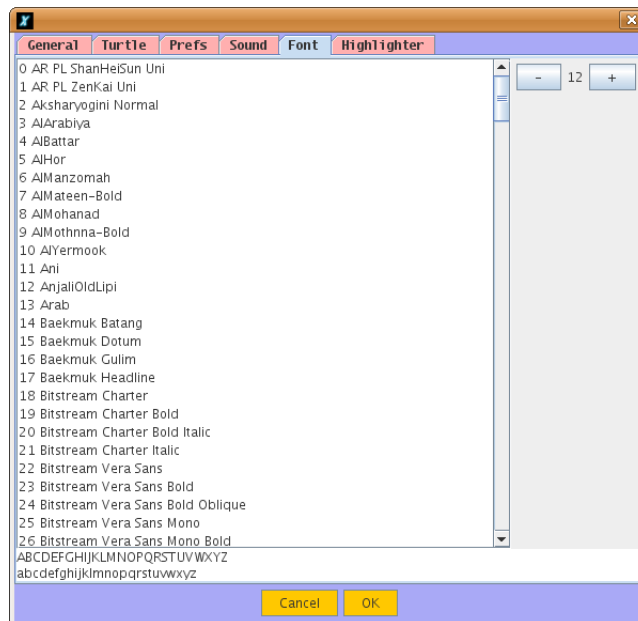 General Turtle Prefs Sound Font Highlighter
0 AR PL ShanHeiSun Uni
1 AR PL ZenKai Uni
2 Aksharyogini Normal
3 AlArabiya
4 AlBattar
5 AlHor
6 AlManzomah
7 AlMateen-Bold
8 AlMohanad
9 AlMothnna-Bold
10 AlYermook
11 Ani
12 AnjaliOldLipi
13 Arab
14 Baekmuk Batang
15 Baekmuk Dotum
16 Baekmuk Gulim
17 Baekmuk Headline
18 Bitstream Charter
19 Bitstream Charter Bold
20 Bitstream Charter Bold Italic
21 Bitstream Charter Italic
22 Bitstream Vera Sans
23 Bitstream Vera Sans Bold
24 Bitstream Vera Sans Bold Oblique
25 Bitstream Vera Sans Mono
26 Bitstream Vera Sans Mono Bold
- 12 +
ABCDEFGHIJKLMNOPQRSTUVWXYZ
abcdefghijklmnopqrstuvwxyz
Cancel OK